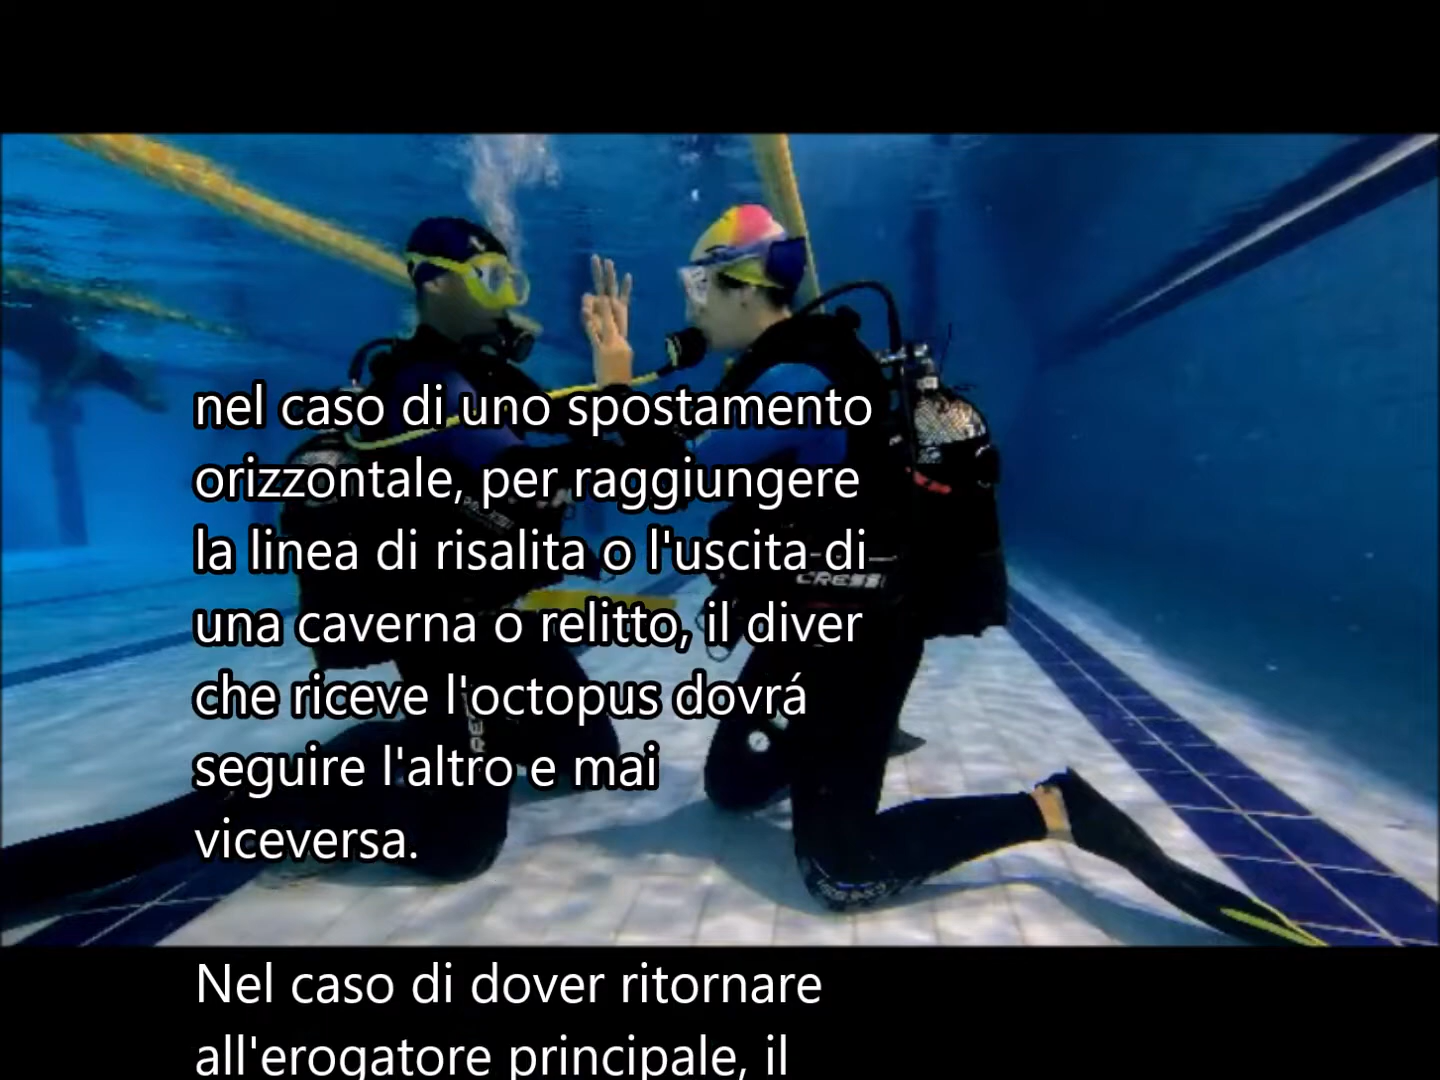 nel caso di uno spostamento
orizzontale, per raggiungere
la linea di risalita o l'uscita di
una caverna o relitto, il diver
che riceve l'octopus dovrá
seguire l'altro e mai
viceversa.
Nel caso di dover ritornare
all'erogatore principale, il
CRESSI